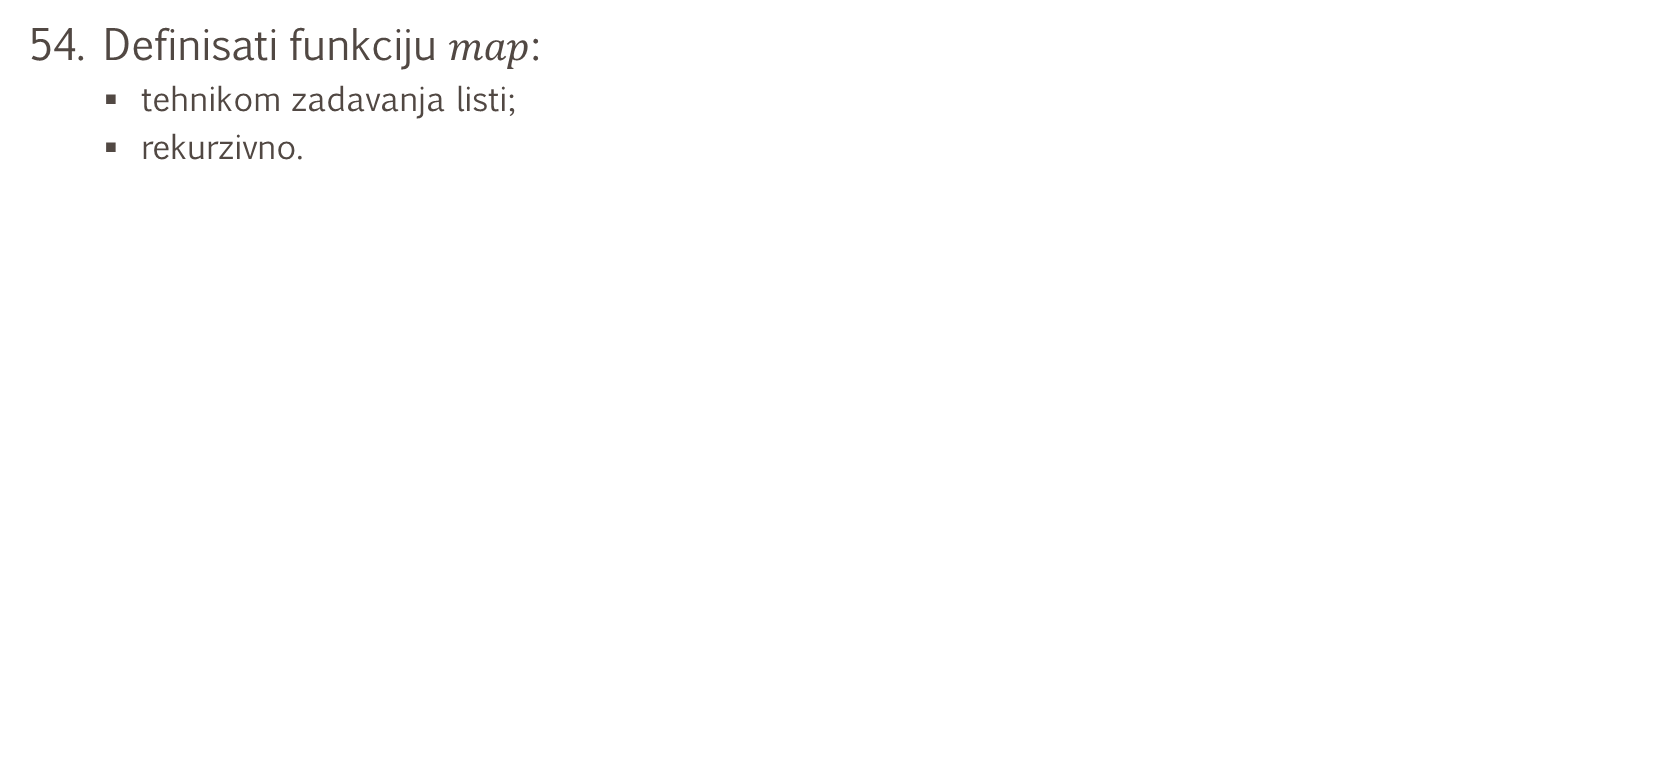 54. Definisati funkciju map:
▪ tehnikom zadavanja listi;
▪ rekurzivno.